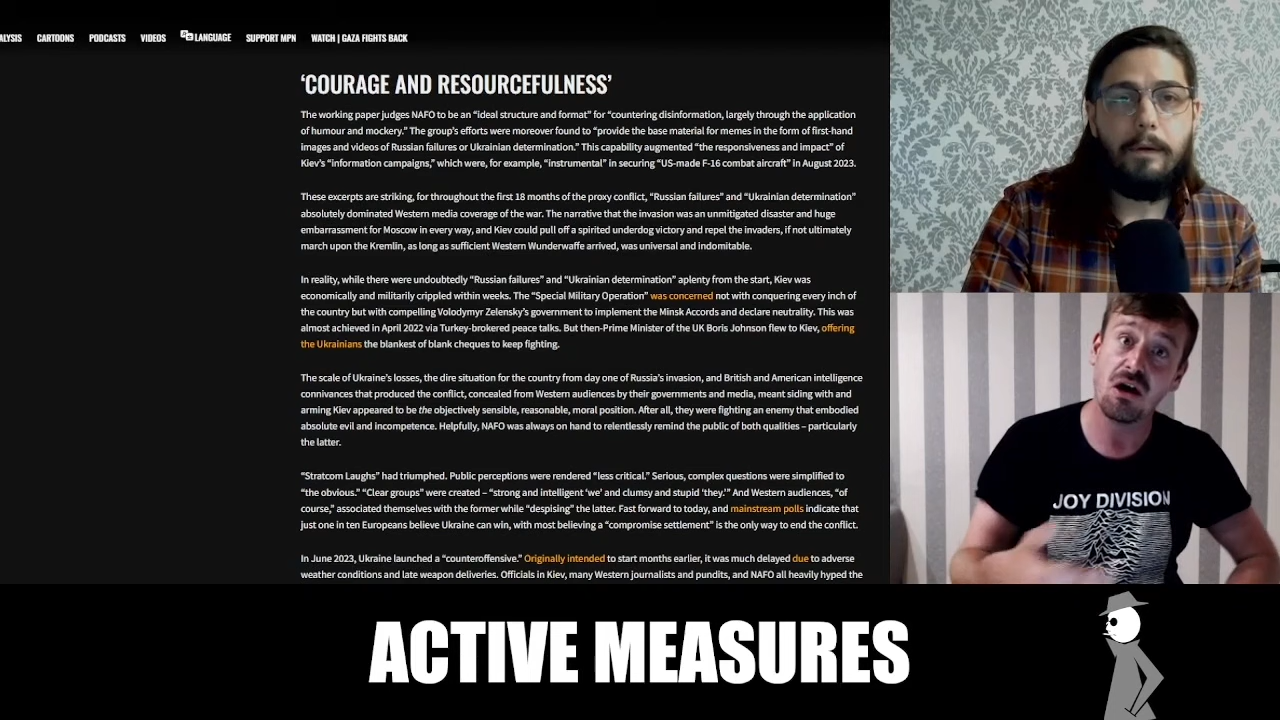 ALYSIS CARTOONS PODCASTS VIDEOS LANGUAGE SUPPORT MPN WATCH | GAZA FIGHTS BACK
‘COURAGE AND RESOURCEFULNESS’
The working paper judges NAFO to be an “ideal structure and format” for “countering disinformation, largely through the application
of humour and mockery.” The group’s efforts were moreover found to “provide the base material for memes in the form of first-hand
images and videos of Russian failures or Ukrainian determination.” This capability augmented “the responsiveness and impact” of
Kiev’s “information campaigns,” which were, for example, “instrumental” in securing “US-made F-16 combat aircraft” in August 2023.
These excerpts are striking, for throughout the first 18 months of the proxy conflict, “Russian failures” and “Ukrainian determination”
absolutely dominated Western media coverage of the war. The narrative that the invasion was an unmitigated disaster and huge
embarrassment for Moscow in every way, and Kiev could pull off a spirited underdog victory and repel the invaders, if not ultimately
march upon the Kremlin, as long as sufficient Western Wunderwaffe arrived, was universal and indomitable.
In reality, while there were undoubtedly “Russian failures” and “Ukrainian determination” aplenty from the start, Kiev was
economically and militarily crippled within weeks. The “Special Military Operation” was concerned not with conquering every inch of
the country but with compelling Volodymyr Zelensky’s government to implement the Minsk Accords and declare neutrality. This was
almost achieved in April 2022 via Turkey-brokered peace talks. But then-Prime Minister of the UK Boris Johnson flew to Kiev, offering
the Ukrainians the blankest of blank cheques to keep fighting.
The scale of Ukraine’s losses, the dire situation for the country from day one of Russia’s invasion, and British and American intelligence
connivances that produced the conflict, concealed from Western audiences by their governments and media, meant siding with and
arming Kiev appeared to be the objectively sensible, reasonable, moral position. After all, they were fighting an enemy that embodied
absolute evil and incompetence. Helpfully, NAFO was always on hand to relentlessly remind the public of both qualities – particularly
the latter.
“Stratcom Laughs” had triumphed. Public perceptions were rendered “less critical.” Serious, complex questions were simplified to
“the obvious.” “Clear groups” were created – “strong and intelligent ‘we’ and clumsy and stupid ‘they.’” And Western audiences, “of
course,” associated themselves with the former while “despising” the latter. Fast forward to today, and mainstream polls indicate that
just one in ten Europeans believe Ukraine can win, with most believing a “compromise settlement” is the only way to end the conflict.
In June 2023, Ukraine launched a “counteroffensive.” Originally intended to start months earlier, it was much delayed due to adverse
weather conditions and late weapon deliveries. Officials in Kiev, many Western journalists and pundits, and NAFO all heavily hyped the
JOY DIVISION
ACTIVE MEASURES